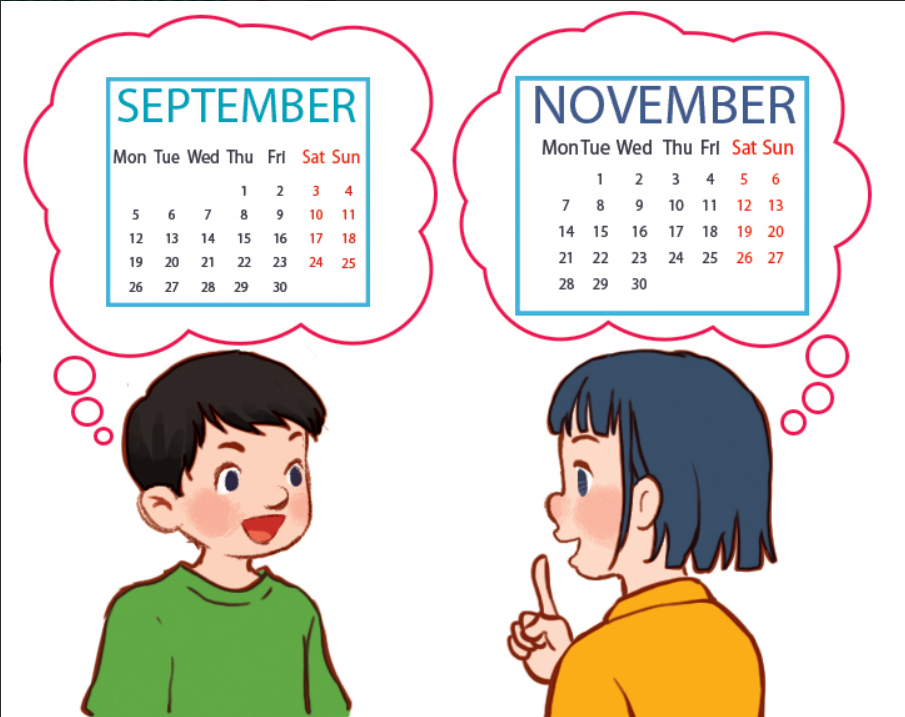 SEPTEMBER
Mon Tue Wed Thu Fri Sat Sun
1 2 3 4
5 6 7 8 9 10 11
12 13 14 15 16 17 18
19 20 21 22 23 24 25
26 27 28 29 30
NOVEMBER
Mon Tue Wed Thu Fri Sat Sun
1 2 3 4 5 6
7 8 9 10 11 12 13
14 15 16 17 18 19 20
21 22 23 24 25 26 27
28 29 30